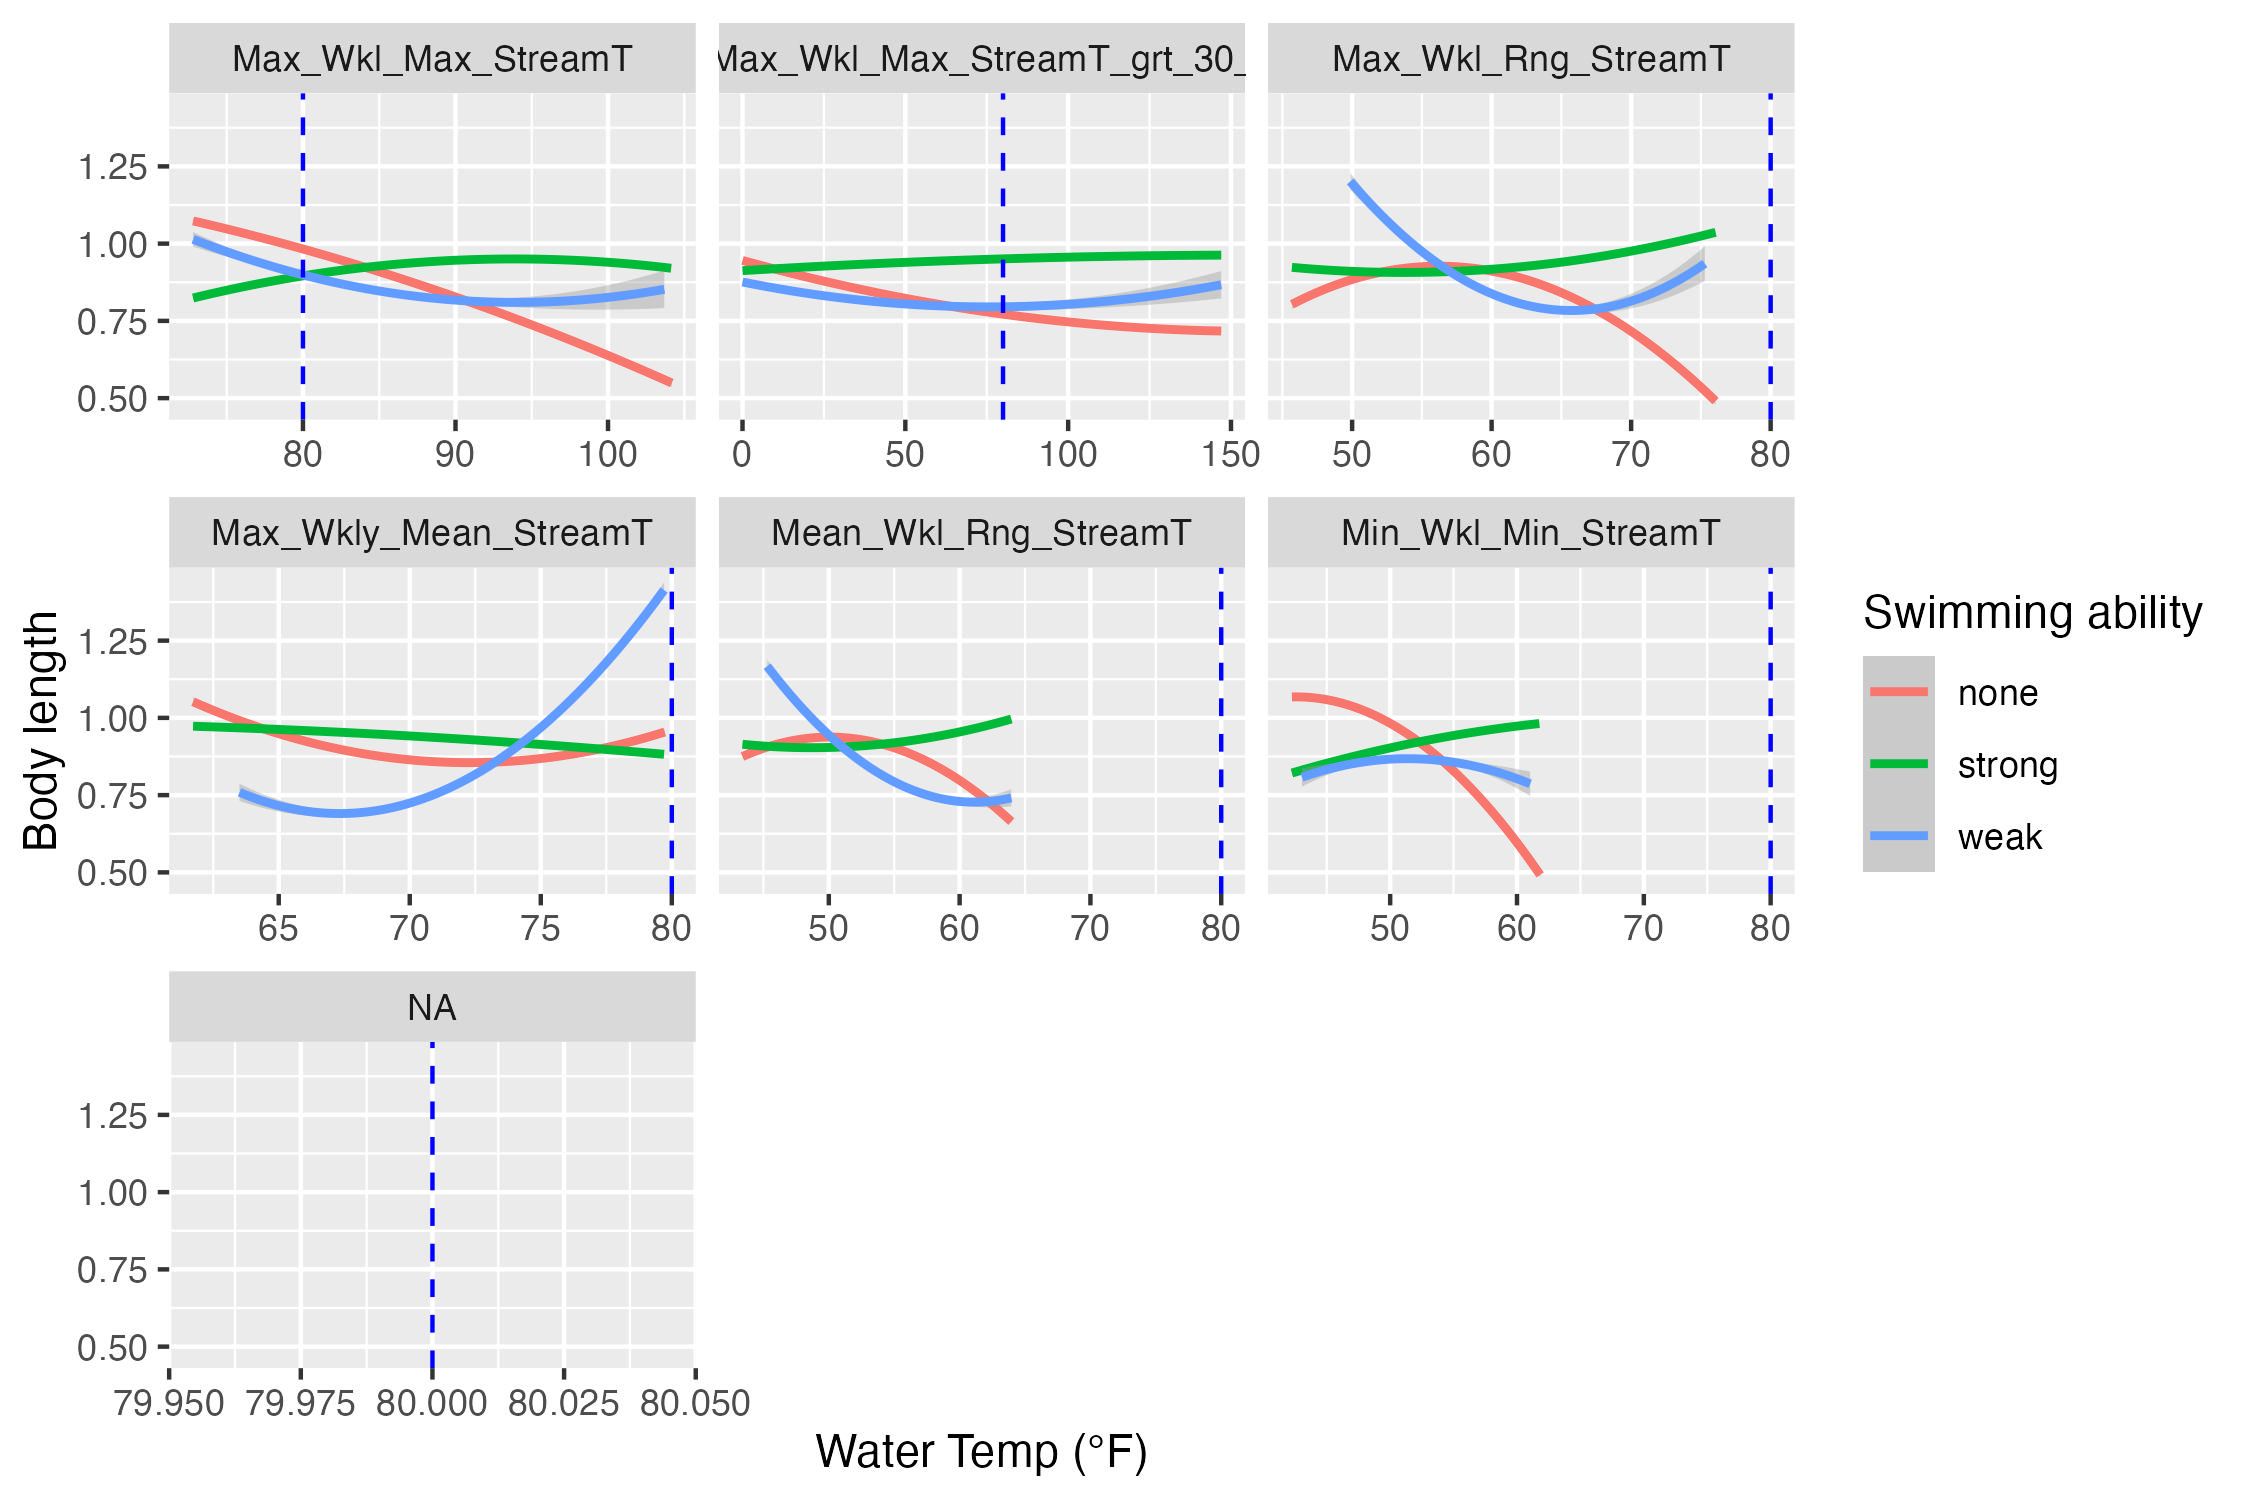 Max_Wkl_Max_StreamT
Max_Wkl_Max_StreamT_grt_30_
Max_Wkl_Rng_StreamT
1.25
1.00
0.75
0.50
80 90 100
0 50 100 150
50 60 70 80
Max_Wkly_Mean_StreamT
Mean_Wkl_Rng_StreamT
Min_Wkl_Min_StreamT
1.25
1.00
0.75
0.50
65 70 75 80
50 60 70 80
50 60 70 80
NA
1.25
1.00
0.75
0.50
79.950 79.975 80.000 80.025 80.050
Water Temp (°F)
Body length
Swimming ability
none
strong
weak